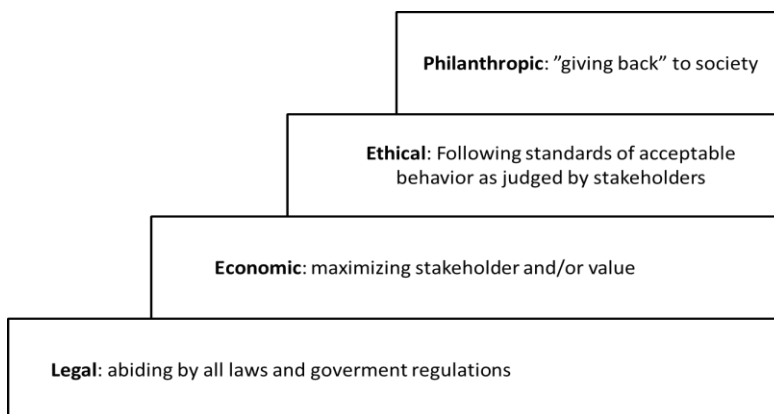 Philanthropic: ”giving back” to society
Ethical: Following standards of acceptable
behavior as judged by stakeholders
Economic: maximizing stakeholder and/or value
Legal: abiding by all laws and goverment regulations